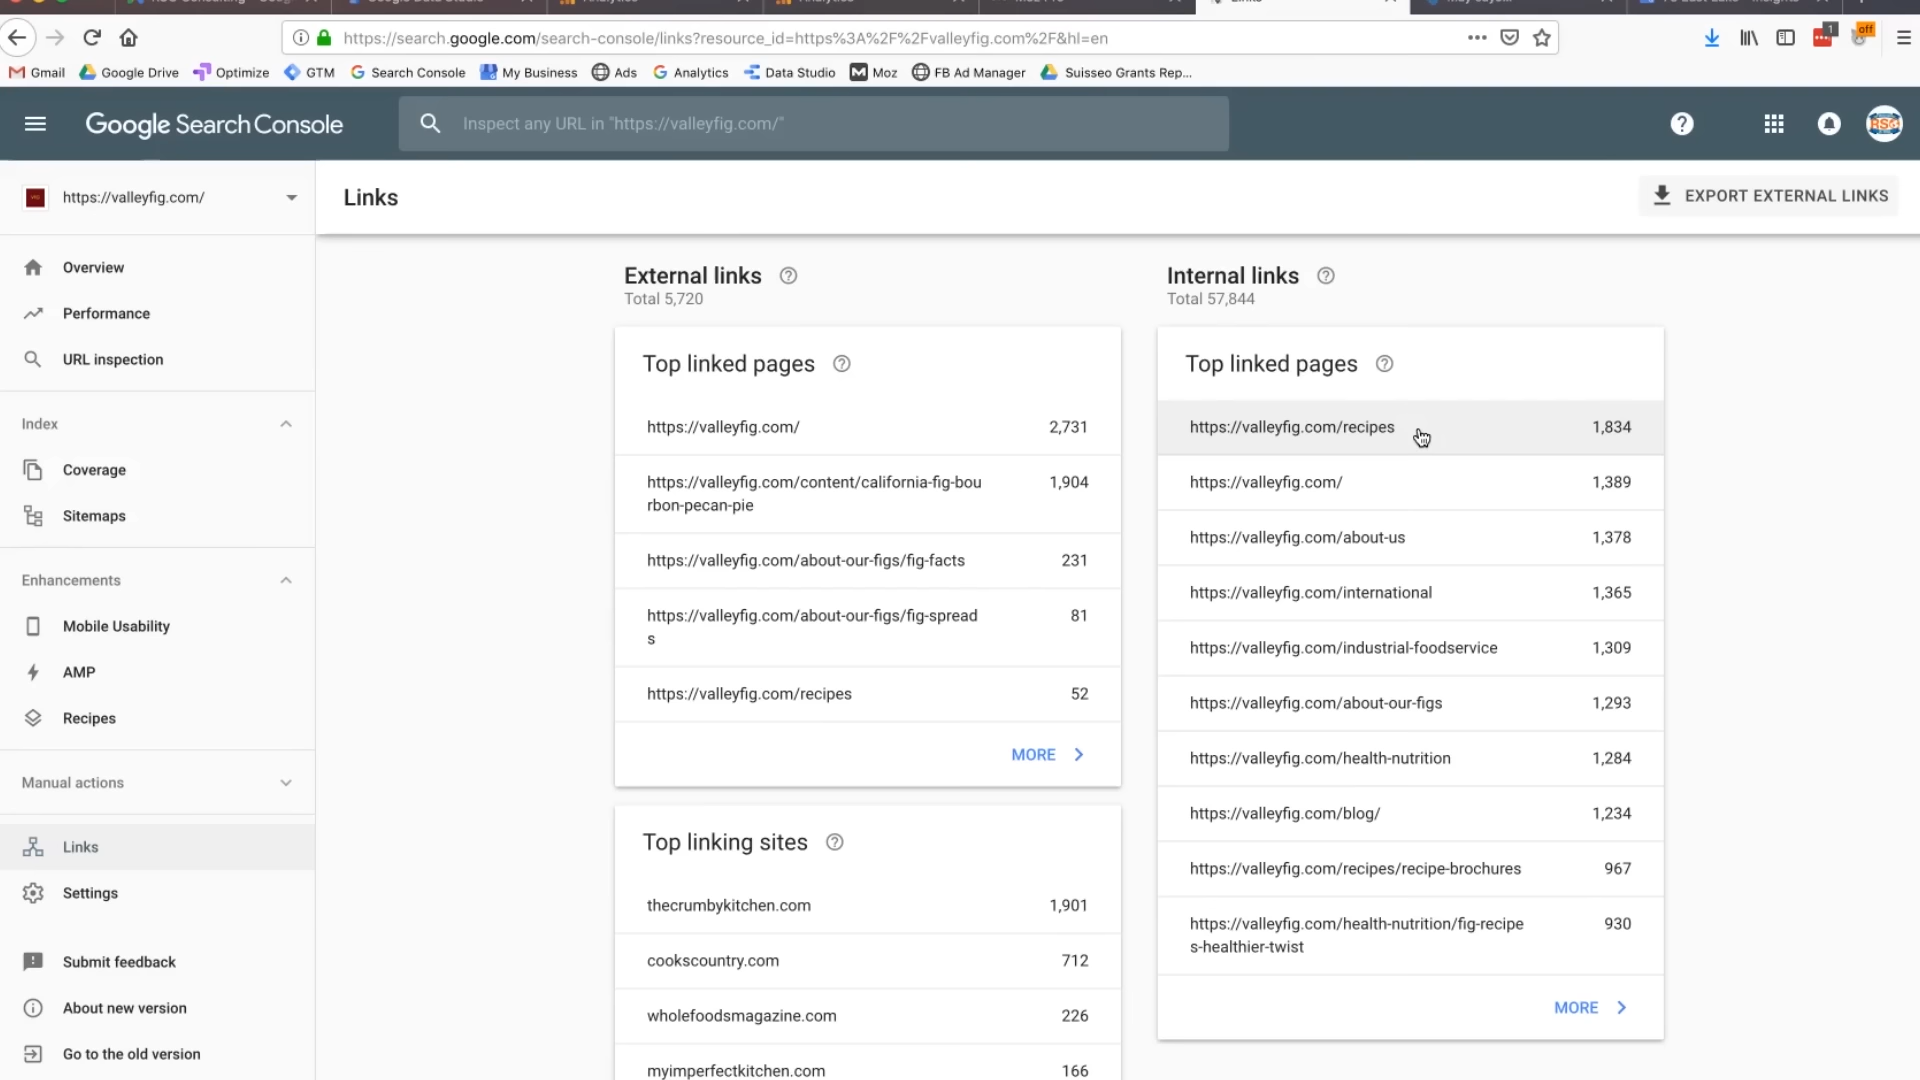 https://search.google.com/search-console/links?resource_id=https%3A%2F%2Fvalleyfig.com%2F&hl=en
1
off
Gmail
Google Drive
Optimize
GTM
Search Console
My Business
Ads
Analytics
Data Studio
Moz
FB Ad Manager
Suisseo Grants Rep...
Google Search Console
Inspect any URL in "https://valleyfig.com/"
https://valleyfig.com/
Links
EXPORT EXTERNAL LINKS
Overview
Performance
URL inspection
Index
Coverage
Sitemaps
Enhancements
Mobile Usability
AMP
Recipes
Manual actions
Links
Settings
Submit feedback
About new version
Go to the old version
External links
Total 5,720
Top linked pages
https://valleyfig.com/ 2,731
https://valleyfig.com/content/california-fig-bou 1,904
rbon-pecan-pie
https://valleyfig.com/about-our-figs/fig-facts 231
https://valleyfig.com/about-our-figs/fig-spread 81
s
https://valleyfig.com/recipes 52
MORE
Top linking sites
thecrumbykitchen.com 1,901
cookscountry.com 712
wholefoodsmagazine.com 226
myimperfectkitchen.com 166
Internal links
Total 57,844
Top linked pages
https://valleyfig.com/recipes 1,834
https://valleyfig.com/ 1,389
https://valleyfig.com/about-us 1,378
https://valleyfig.com/international 1,365
https://valleyfig.com/industrial-foodservice 1,309
https://valleyfig.com/about-our-figs 1,293
https://valleyfig.com/health-nutrition 1,284
https://valleyfig.com/blog/ 1,234
https://valleyfig.com/recipes/recipe-brochures 967
https://valleyfig.com/health-nutrition/fig-recipe 930
s-healthier-twist
MORE